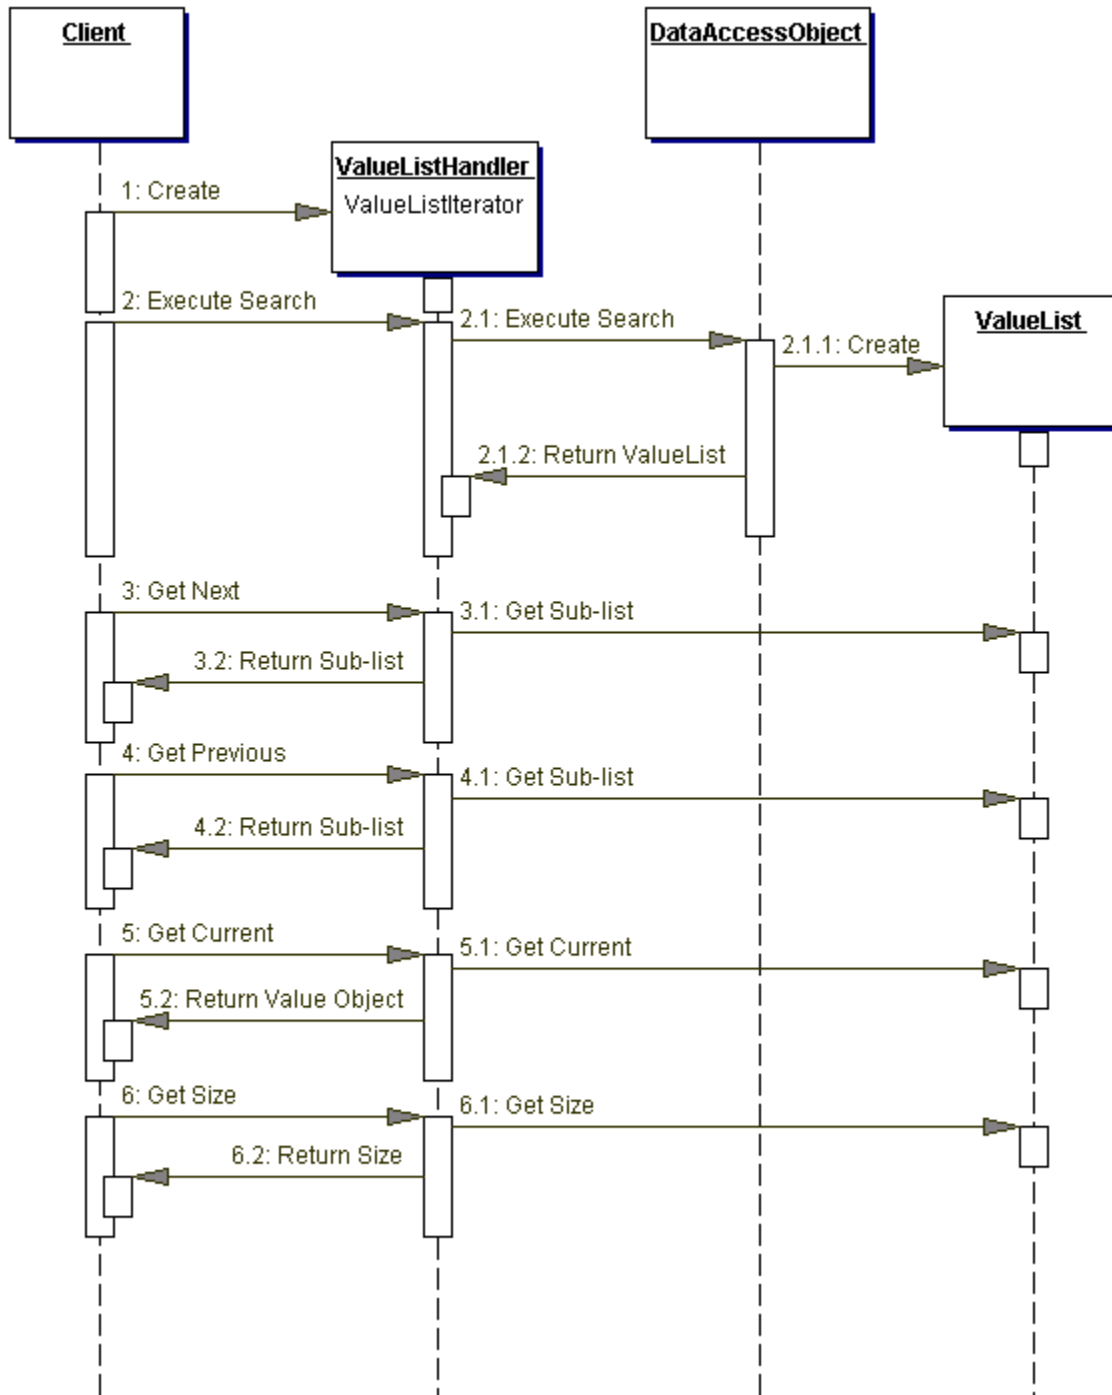 Client
DataAccessObject
ValueListHandler
ValueListIterator
1: Create
2: Execute Search
2.1: Execute Search
ValueList
2.1.1: Create
2.1.2: Return ValueList
3: Get Next
3.1: Get Sub-list
3.2: Return Sub-list
4: Get Previous
4.1: Get Sub-list
4.2: Return Sub-list
5: Get Current
5.1: Get Current
5.2: Return Value Object
6: Get Size
6.1: Get Size
6.2: Return Size